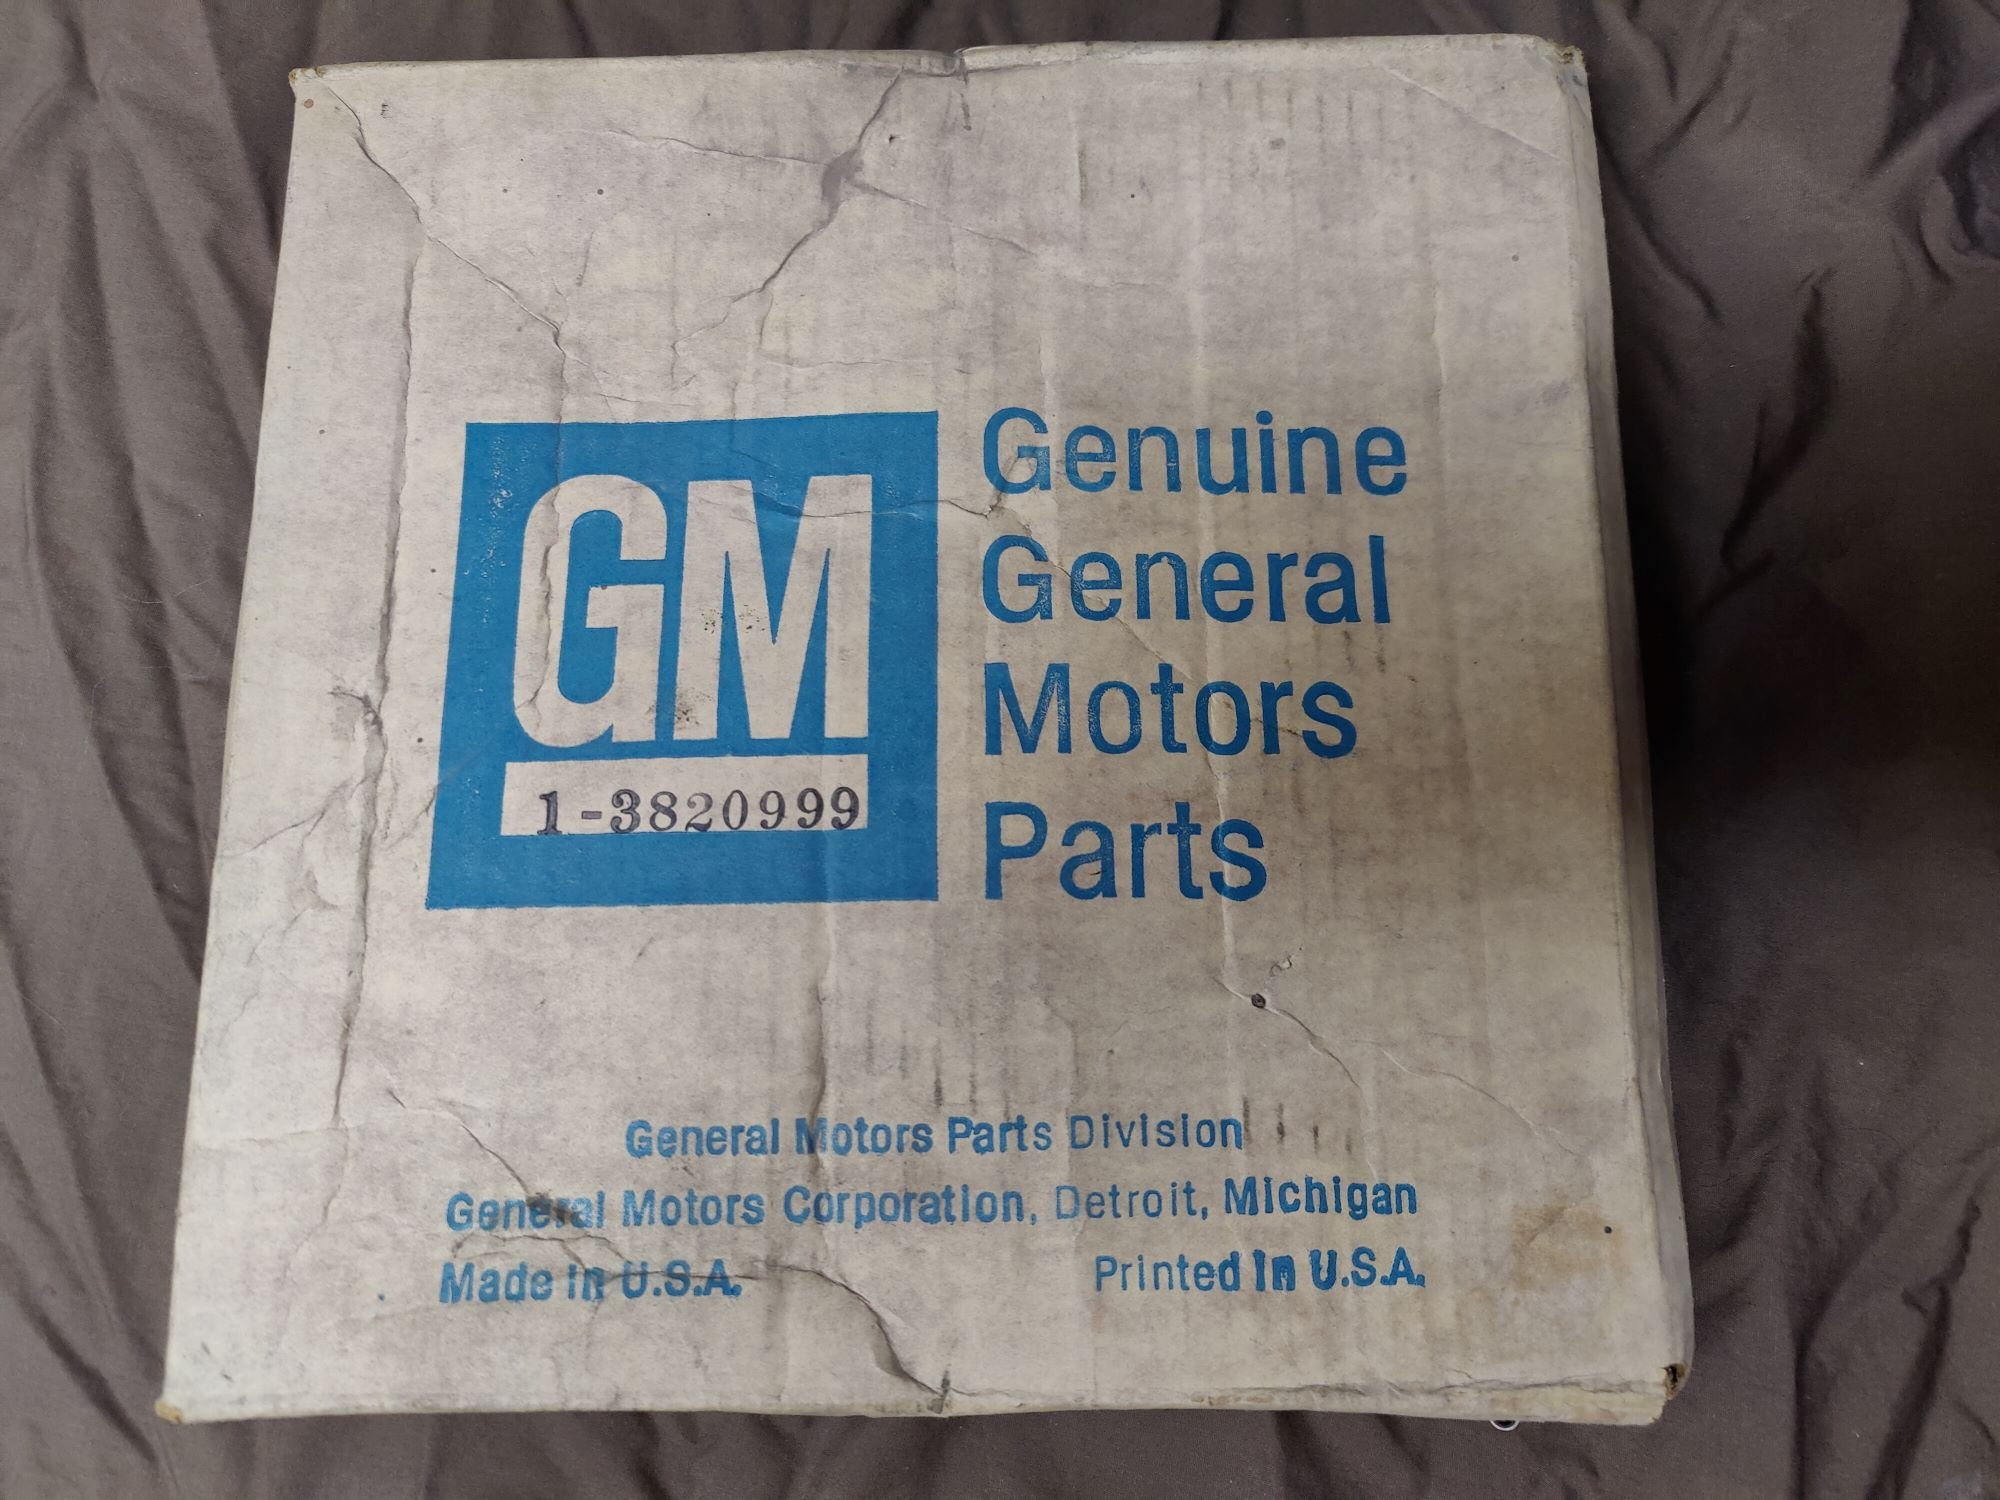 GM
1-3820999
Genuine
General
Motors
Parts
General Motors Parts Division
General Motors Corporation, Detroit, Michigan
Made in U.S.A.
Printed in U.S.A.